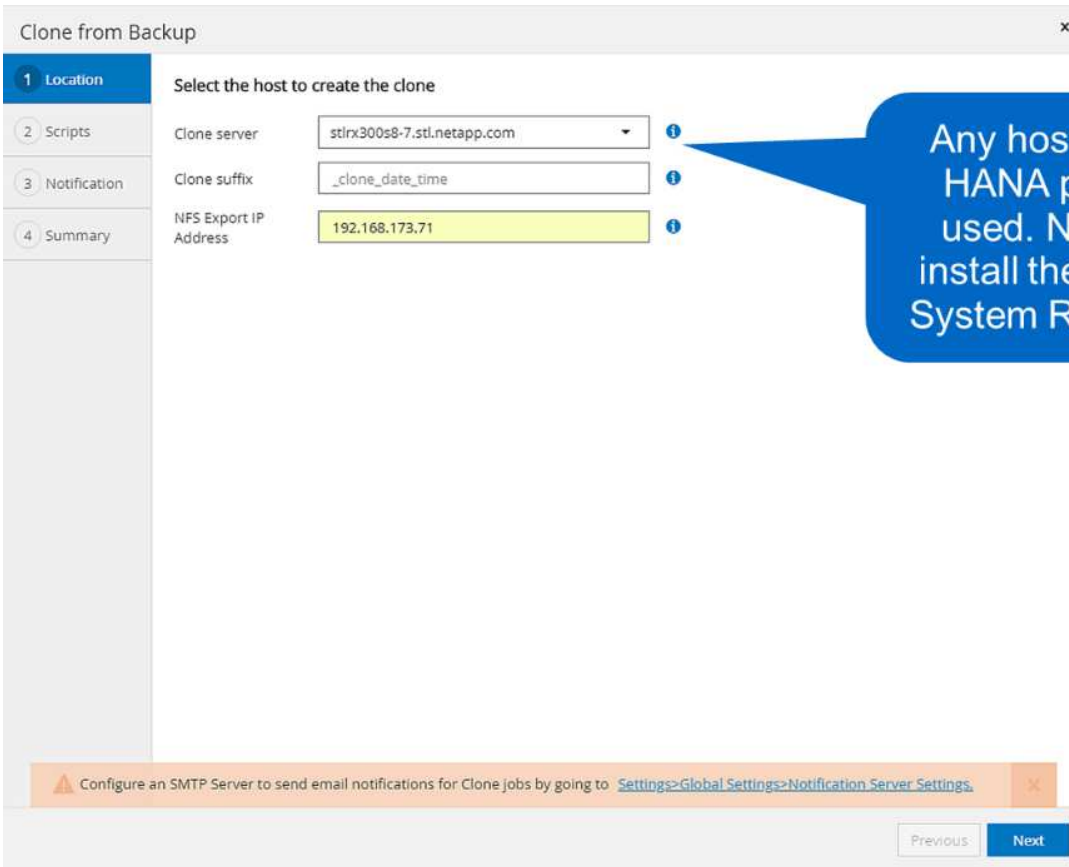 Clone from Backup
x
1 Location
2 Scripts
3 Notification
4 Summary
Select the host to create the clone
Clone server
stlrx300s8-7.stl.netapp.com
Clone suffix
_clone_date_time
NFS Export IP
Address
192.168.173.71
Any hos
HANA p
used. N
install the
System R
Configure an SMTP Server to send email notifications for Clone jobs by going to Settings>Global Settings>Notification Server Settings.
Previous
Next